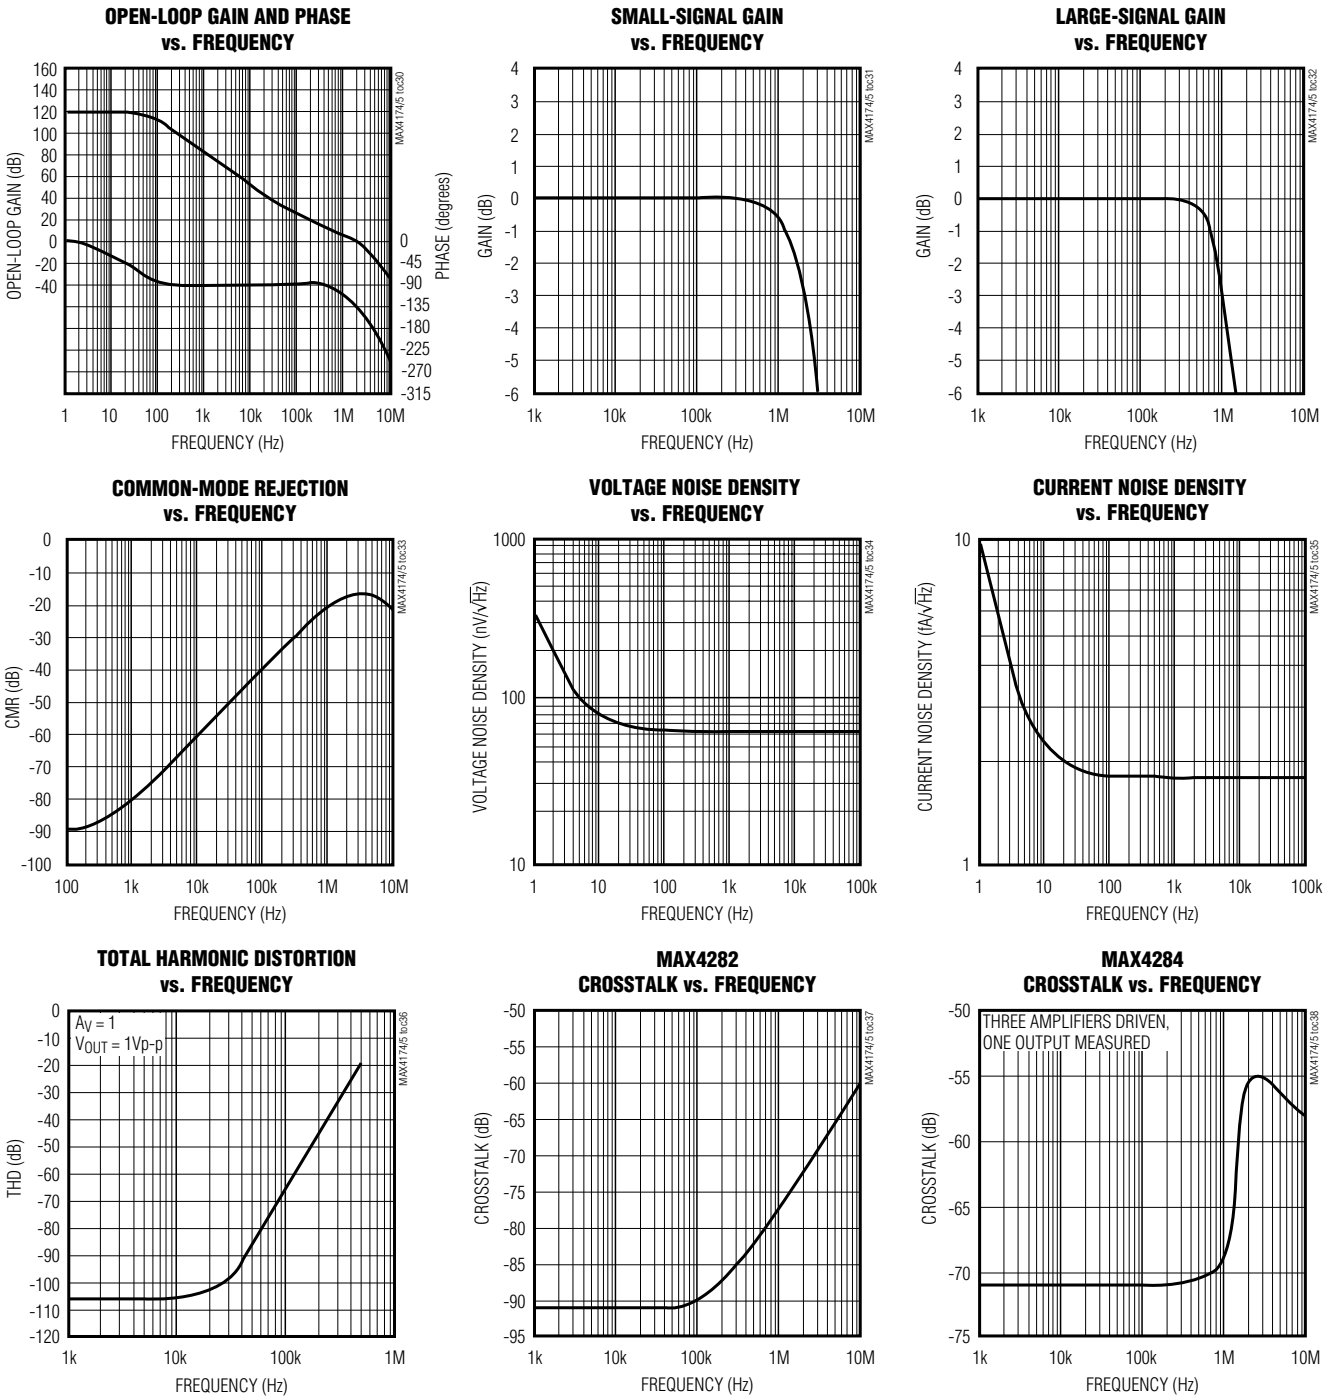 OPEN-LOOP GAIN AND PHASE
vs. FREQUENCY
160
140
120
100
80
60
40
20
0
-20
-40
OPEN-LOOP GAIN (dB)
0
-45
-90
-135
-180
-225
-270
-315
PHASE (degrees)
MAX4174/5 toc30
1 10 100 1k 10k 100k 1M 10M
FREQUENCY (Hz)
SMALL-SIGNAL GAIN
vs. FREQUENCY
4
3
2
1
0
-1
-2
-3
-4
-5
-6
GAIN (dB)
MAX4174/5 toc31
1k 10k 100k 1M 10M
FREQUENCY (Hz)
LARGE-SIGNAL GAIN
vs. FREQUENCY
4
3
2
1
0
-1
-2
-3
-4
-5
-6
GAIN (dB)
MAX4174/5 toc32
1k 10k 100k 1M 10M
FREQUENCY (Hz)
COMMON-MODE REJECTION
vs. FREQUENCY
0
-10
-20
-30
-40
-50
-60
-70
-80
-90
-100
CMR (dB)
MAX4174/5 toc33
100 1k 10k 100k 1M 10M
FREQUENCY (Hz)
VOLTAGE NOISE DENSITY
vs. FREQUENCY
1000
100
10
VOLTAGE NOISE DENSITY (nV/√Hz)
MAX4174/5 toc34
1 10 100 1k 10k 100k
FREQUENCY (Hz)
CURRENT NOISE DENSITY
vs. FREQUENCY
10
1
CURRENT NOISE DENSITY (fA/√Hz)
MAX4174/5 toc35
1 10 100 1k 10k 100k
FREQUENCY (Hz)
TOTAL HARMONIC DISTORTION
vs. FREQUENCY
0
-10
-20
-30
-40
-50
-60
-70
-80
-90
-100
-110
-120
THD (dB)
AV = 1
VOUT = 1Vp-p
MAX4174/5 toc36
1k 10k 100k 1M
FREQUENCY (Hz)
MAX4282
CROSSTALK vs. FREQUENCY
-50
-55
-60
-65
-70
-75
-80
-85
-90
-95
CROSSTALK (dB)
MAX4174/5 toc37
1k 10k 100k 1M 10M
FREQUENCY (Hz)
MAX4284
CROSSTALK vs. FREQUENCY
-50
-55
-60
-65
-70
-75
CROSSTALK (dB)
THREE AMPLIFIERS DRIVEN,
ONE OUTPUT MEASURED
MAX4174/5 toc38
1k 10k 100k 1M 10M
FREQUENCY (Hz)